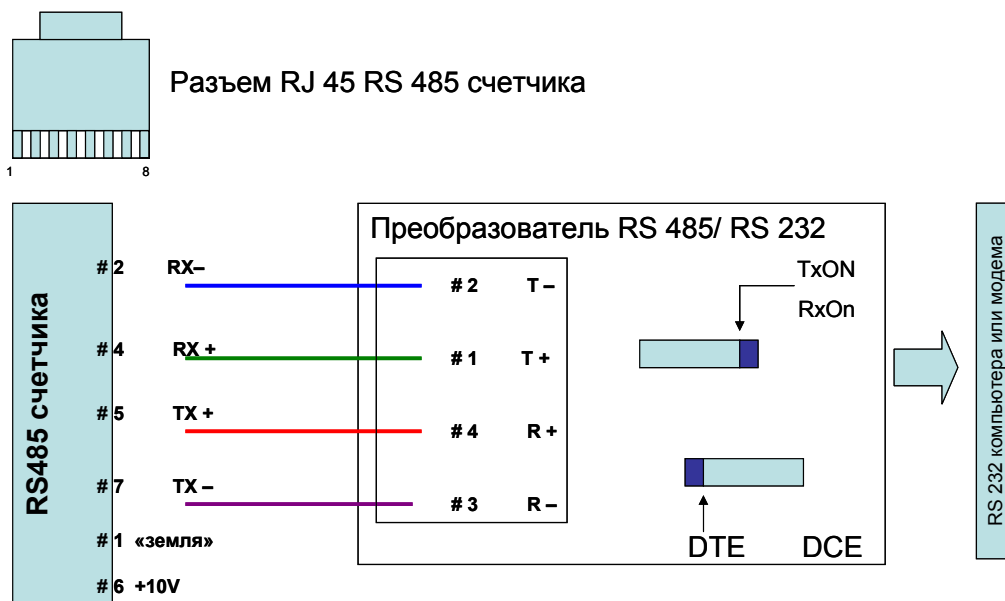 Разъем RJ 45 RS 485 счетчика
1 8
RS485 счетчика
# 2 RX–
# 4 RX +
# 5 TX +
# 7 TX –
# 1 «земля»
# 6 +10V
Преобразователь RS 485/ RS 232
# 2 T –
# 1 T +
# 4 R +
# 3 R –
TxON
RxOn
DTE DCE
RS 232 компьютера или модема